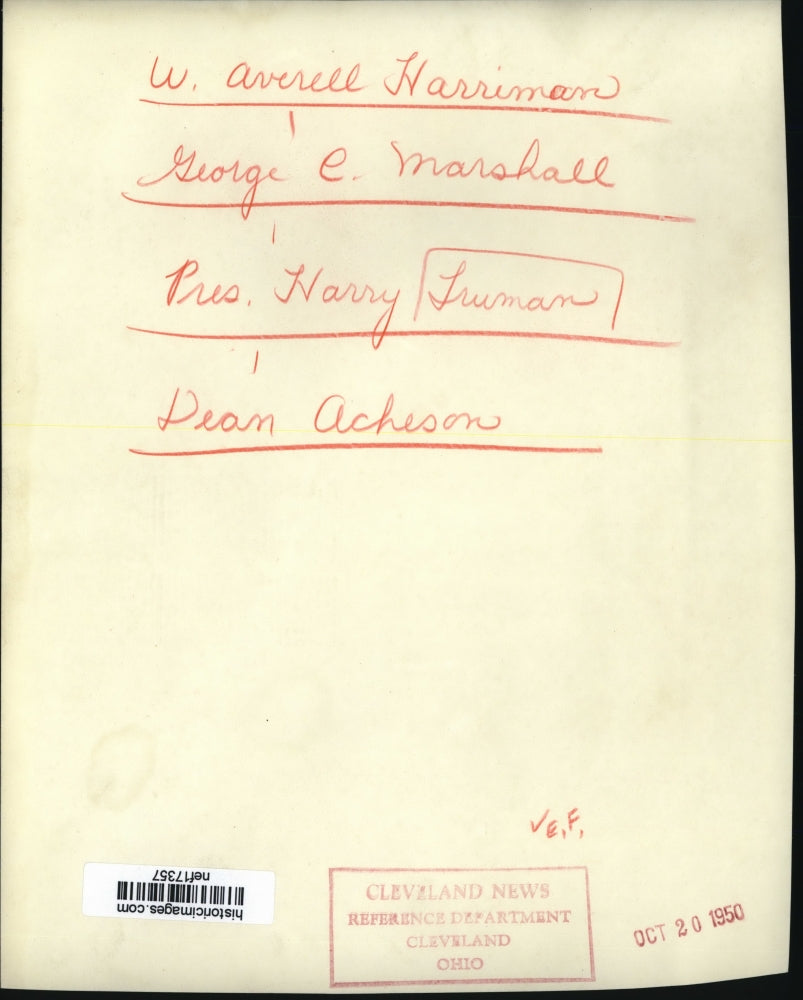 W. Averell Harriman
George C. Marshall
Pres. Harry Truman
Dean Acheson
✓E.F.
nef17357
historicimages.com
CLEVELAND NEWS
REFERENCE DEPARTMENT
CLEVELAND
OHIO
OCT 20 1950